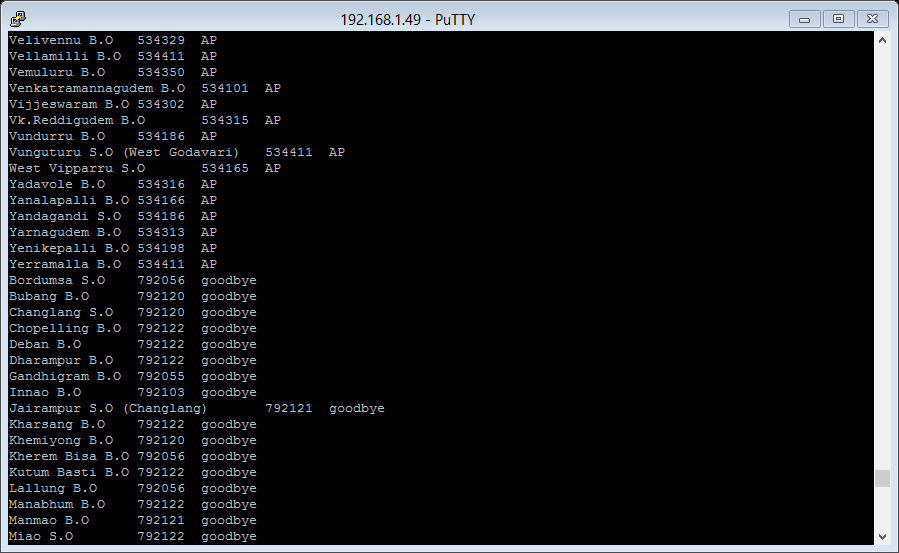 192.168.1.49 - PuTTY
Velivennu B.O 534329 AP
Vellamilli B.O 534411 AP
Vemuluru B.O 534350 AP
Venkatramannagudem B.O 534101 AP
Vijjeswaram B.O 534302 AP
Vk.Reddigudem B.O 534315 AP
Vundurru B.O 534186 AP
Vunguturu S.O (West Godavari) 534411 AP
West Vipparru S.O 534165 AP
Yadavole B.O 534316 AP
Yanalapalli B.O 534166 AP
Yandagandi S.O 534186 AP
Yarnagudem B.O 534313 AP
Yenikepalli B.O 534198 AP
Yerramalla B.O 534411 AP
Bordumsa S.O 792056 goodbye
Bubang B.O 792120 goodbye
Changlang S.O 792120 goodbye
Chopelling B.O 792122 goodbye
Deban B.O 792122 goodbye
Dharampur B.O 792122 goodbye
Gandhigram B.O 792055 goodbye
Innao B.O 792103 goodbye
Jairampur S.O (Changlang) 792121 goodbye
Kharsang B.O 792122 goodbye
Khemiyong B.O 792120 goodbye
Kherem Bisa B.O 792056 goodbye
Kutum Basti B.O 792122 goodbye
Lallung B.O 792056 goodbye
Manabhum B.O 792122 goodbye
Manmao B.O 792121 goodbye
Miao S.O 792122 goodbye